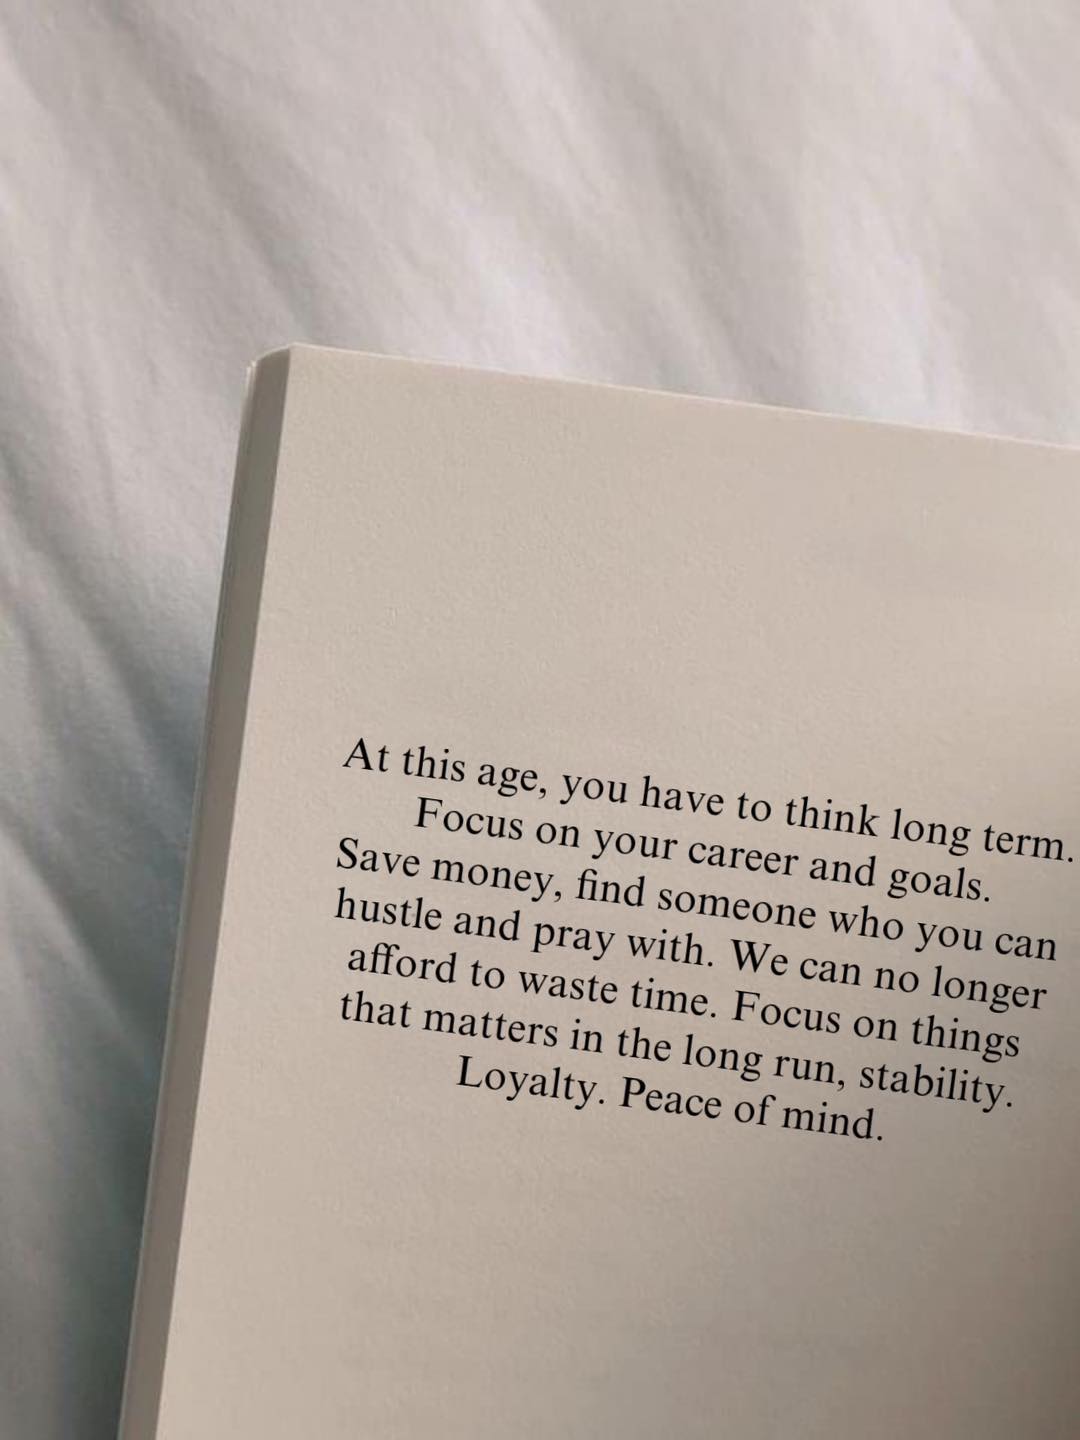 At this age, you have to think long term.
Focus on your career and goals.
Save money, find someone who you can
hustle and pray with. We can no longer
afford to waste time. Focus on things
that matters in the long run, stability.
Loyalty. Peace of mind.